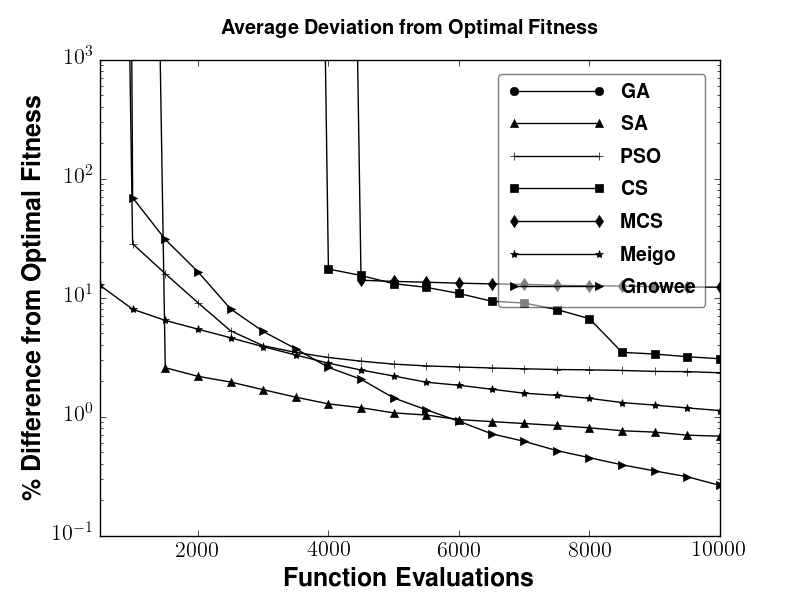 Average Deviation from Optimal Fitness
% Difference from Optimal Fitness
10^3
10^2
10^1
10^0
10^-1
GA
SA
PSO
CS
MCS
Meigo
Gnowee
2000 4000 6000 8000 10000
Function Evaluations